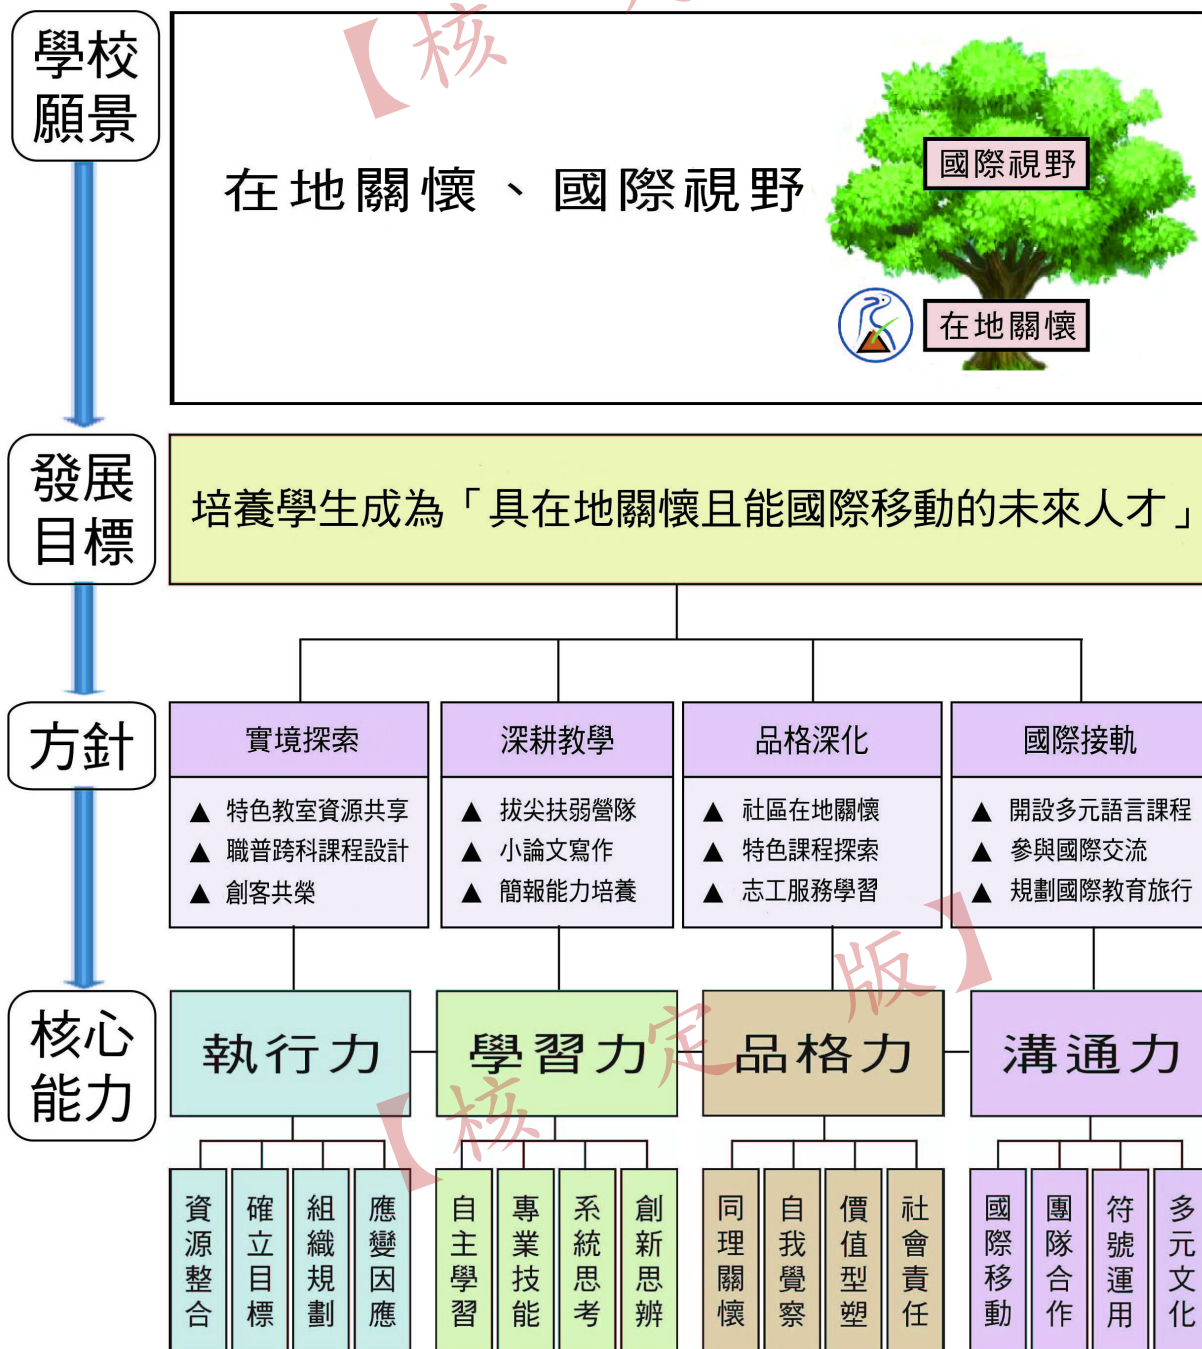 【核定
學校
願景
在地關懷、國際視野
國際視野
在地關懷
發展
目標
培養學生成為「具在地關懷且能國際移動的未來人才」
方針
實境探索
▲ 特色教室資源共享
▲ 職普跨科課程設計
▲ 創客共榮
深耕教學
▲ 拔尖扶弱營隊
▲ 小論文寫作
▲ 簡報能力培養
品格深化
▲ 社區在地關懷
▲ 特色課程探索
▲ 志工服務學習
國際接軌
▲ 開設多元語言課程
▲ 參與國際交流
▲ 規劃國際教育旅行
【核定版】
核心
能力
執行力
學習力
品格力
溝通力
資源整合
確立目標
組織規劃
應變因應
自主學習
專業技能
系統思考
創新思辨
同理關懷
自我覺察
價值型塑
社會責任
國際移動
團隊合作
符號運用
多元文化